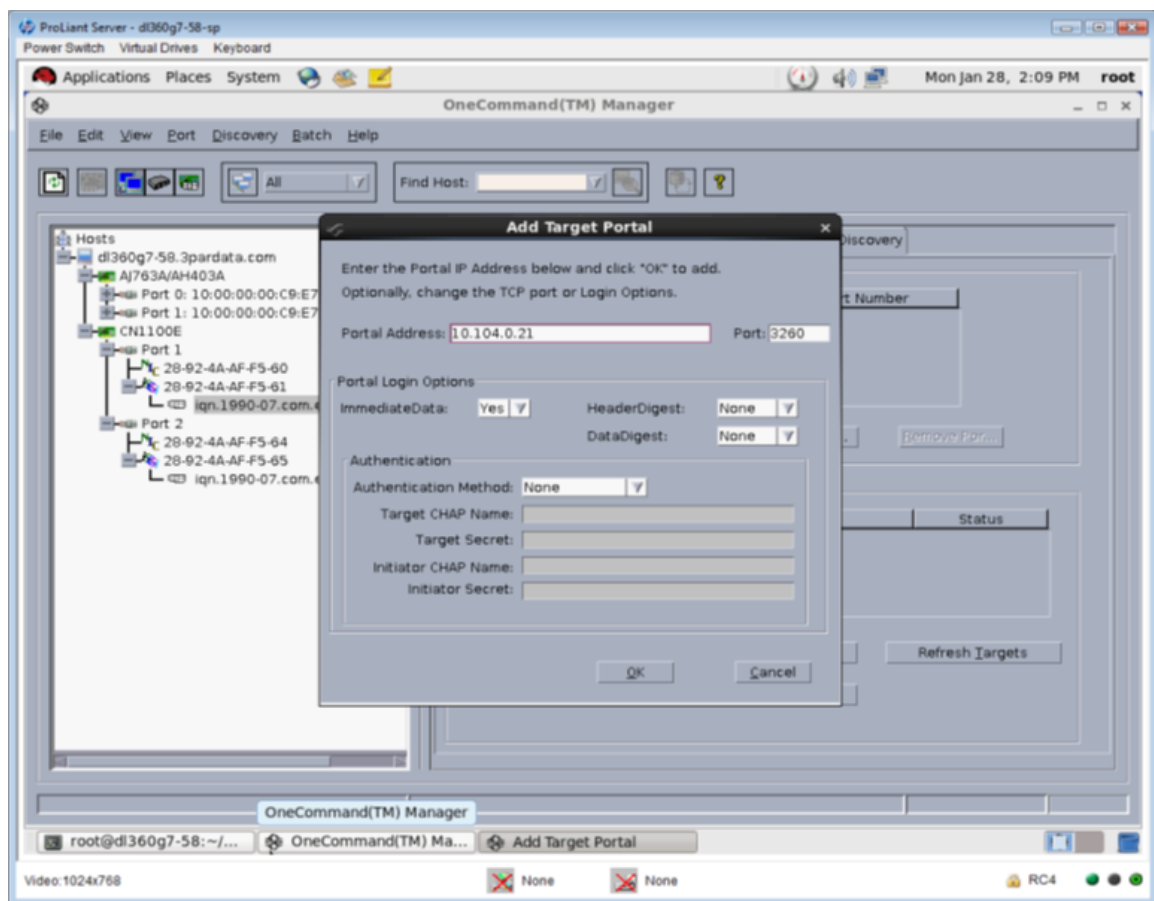 ProLiant Server - dl360g7-58-sp
Power Switch Virtual Drives Keyboard
Applications Places System Mon Jan 28, 2:09 PM root
OneCommand(TM) Manager
File Edit View Port Discovery Batch Help
All Find Host:
Hosts
dl360g7-58.3pardata.com
AJ763A/AH403A
Port 0: 10:00:00:00:C9:E7
Port 1: 10:00:00:00:C9:E7
CN1100E
Port 1
28-92-4A-AF-F5-60
28-92-4A-AF-F5-61
iqn.1990-07.com.e
Port 2
28-92-4A-AF-F5-64
28-92-4A-AF-F5-65
iqn.1990-07.com.e
Add Target Portal
Enter the Portal IP Address below and click "OK" to add.
Optionally, change the TCP port or Login Options.
Portal Address: 10.104.0.21 Port: 3260
Portal Login Options
ImmediateData: Yes HeaderDigest: None
DataDigest: None
Authentication
Authentication Method: None
Target CHAP Name:
Target Secret:
Initiator CHAP Name:
Initiator Secret:
OK Cancel
Discovery
rt Number
Remove Por...
Status
Refresh Targets
OneCommand(TM) Manager
root@dl360g7-58:~/... OneCommand(TM) Ma... Add Target Portal
Video:1024x768 None None RC4